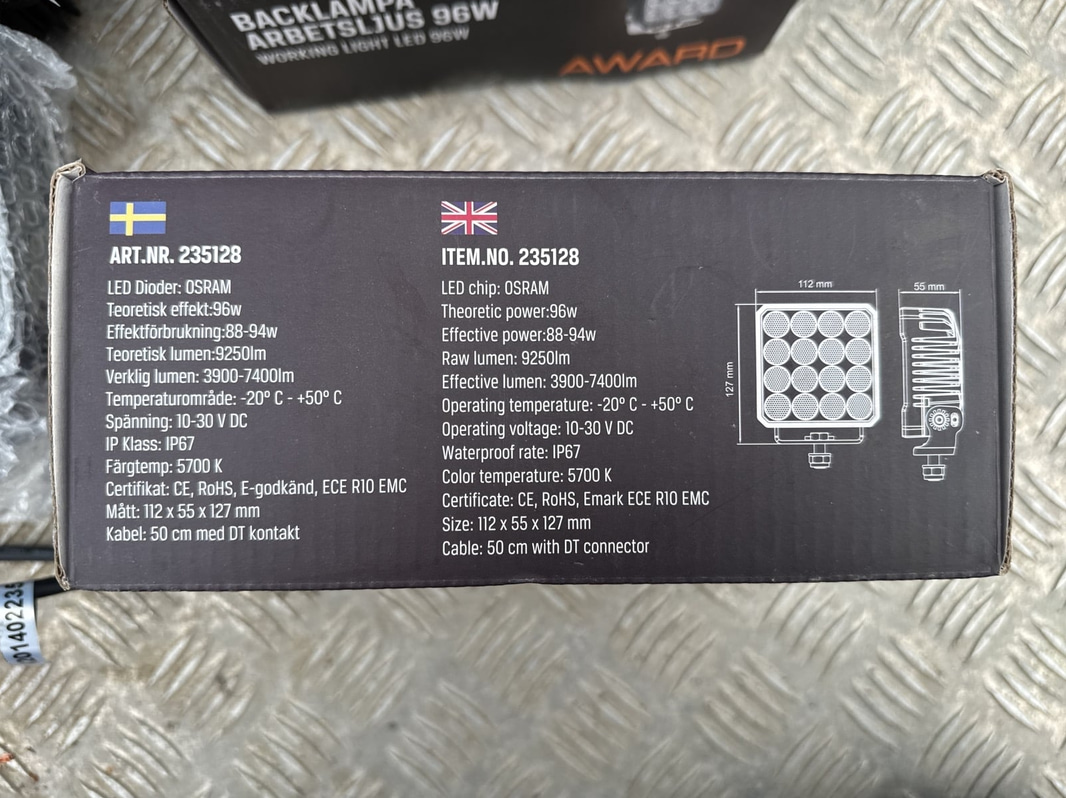 BACKLAMPA
ARBETSLJUS 96W
WORKING LIGHT LED 96W
AWARD
ART.NR. 235128
LED Dioder: OSRAM
Teoretisk effekt:96w
Effektförbrukning:88-94w
Teoretisk lumen:9250lm
Verklig lumen: 3900-7400lm
Temperaturområde: -20° C - +50° C
Spänning: 10-30 V DC
IP Klass: IP67
Färgtemp: 5700 K
Certifikat: CE, RoHS, E-godkänd, ECE R10 EMC
Mått: 112 x 55 x 127 mm
Kabel: 50 cm med DT kontakt
ITEM.NO. 235128
LED chip: OSRAM
Theoretic power:96w
Effective power:88-94w
Raw lumen: 9250lm
Effective lumen: 3900-7400lm
Operating temperature: -20° C - +50° C
Operating voltage: 10-30 V DC
Waterproof rate: IP67
Color temperature: 5700 K
Certificate: CE, RoHS, Emark ECE R10 EMC
Size: 112 x 55 x 127 mm
Cable: 50 cm with DT connector
112 mm
55 mm
127 mm